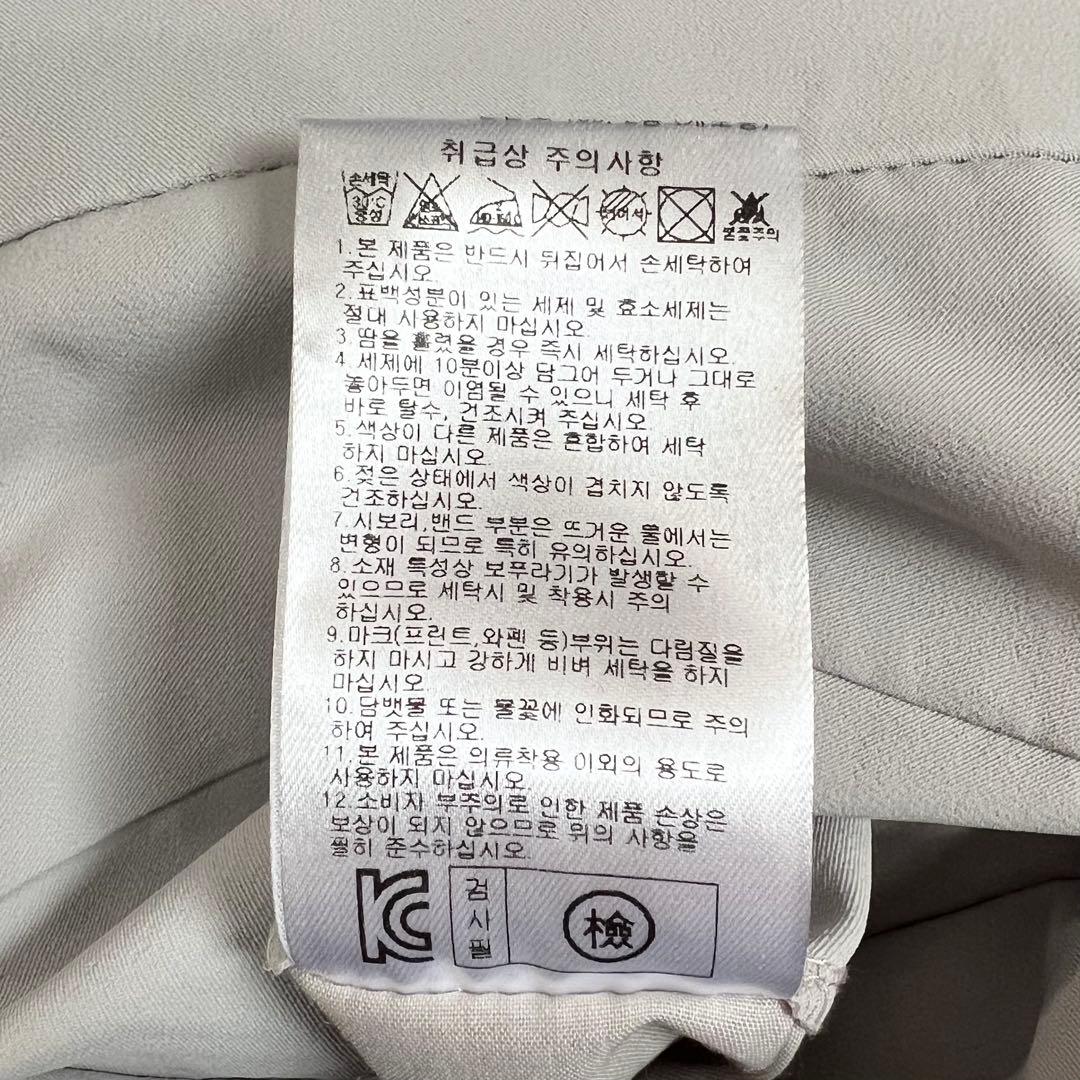 취급상 주의사항
손세탁
30℃
중성
염소표백
다이어서
불꽃주의
1.본 제품은 반드시 뒤집어서 손세탁하여
주십시오.
2.표백성분이 있는 세제 및 효소세제는
절대 사용하지 마십시오.
3.땀을 흘렸을 경우 즉시 세탁하십시오.
4.세제에 10분이상 담그어 두거나 그대로
놓아두면 이염될 수 있으니 세탁 후
바로 탈수, 건조시켜 주십시오.
5.색상이 다른 제품은 혼합하여 세탁
하지 마십시오.
6.젖은 상태에서 색상이 겹치지 않도록
건조하십시오.
7.시보리,밴드 부분은 뜨거운 물에서는
변형이 되므로 특히 유의하십시오.
8.소재 특성상 보푸라기가 발생할 수
있으므로 세탁시 및 착용시 주의
하십시오.
9.마크(프린트,와펜 등)부위는 다림질을
하지 마시고 강하게 비벼 세탁을 하지
마십시오.
10.담뱃불 또는 불꽃에 인화되므로 주의
하여 주십시오.
11.본 제품은 의류착용 이외의 용도로
사용하지 마십시오.
12.소비자 부주의로 인한 제품 손상은
보상이 되지 않으므로 위의 사항을
필히 준수하십시오.
KC
검사필
檢